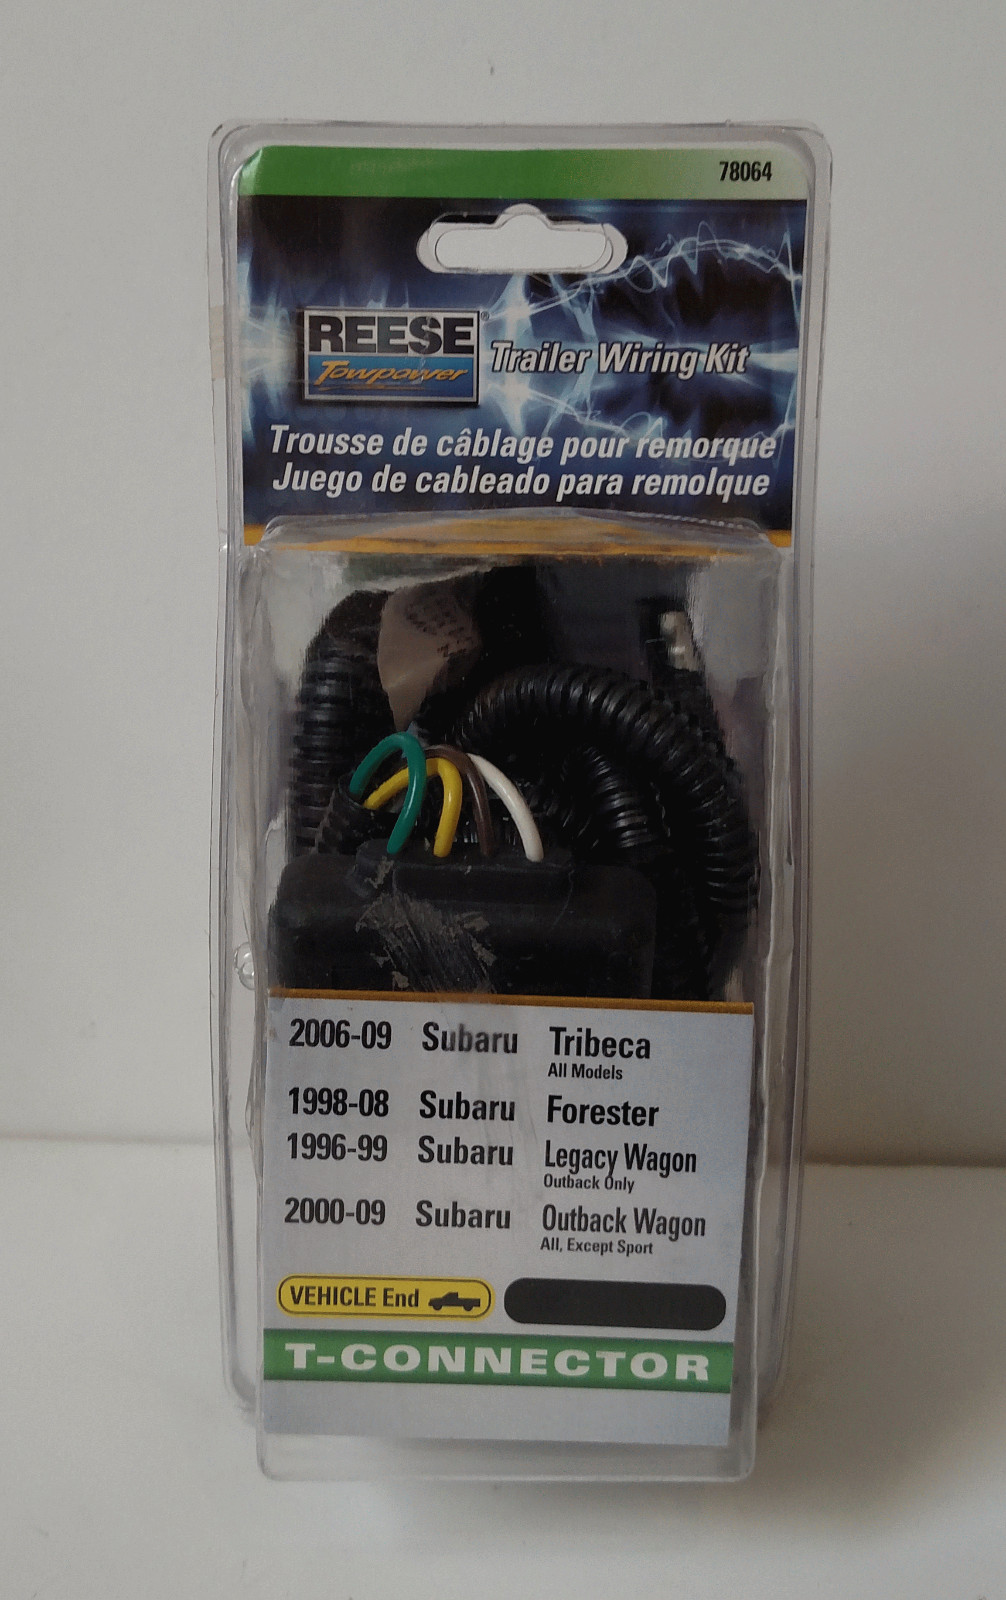 78064
REESE®
Towpower
Trailer Wiring Kit
Trousse de câblage pour remorque
Juego de cableado para remolque
2006-09 Subaru Tribeca
All Models
1998-08 Subaru Forester
1996-99 Subaru Legacy Wagon
Outback Only
2000-09 Subaru Outback Wagon
All, Except Sport
VEHICLE End
T-CONNECTOR